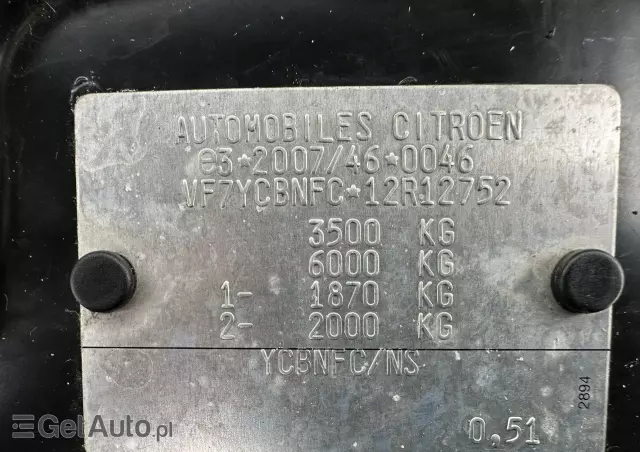 AUTOMOBILES CITROEN
e3*2007/46*0046
VF7YCBNFC*12R12752
3500 KG
6000 KG
1- 1870 KG
2- 2000 KG
YCBNFC/NS
2894
0,51
GetAuto.pl